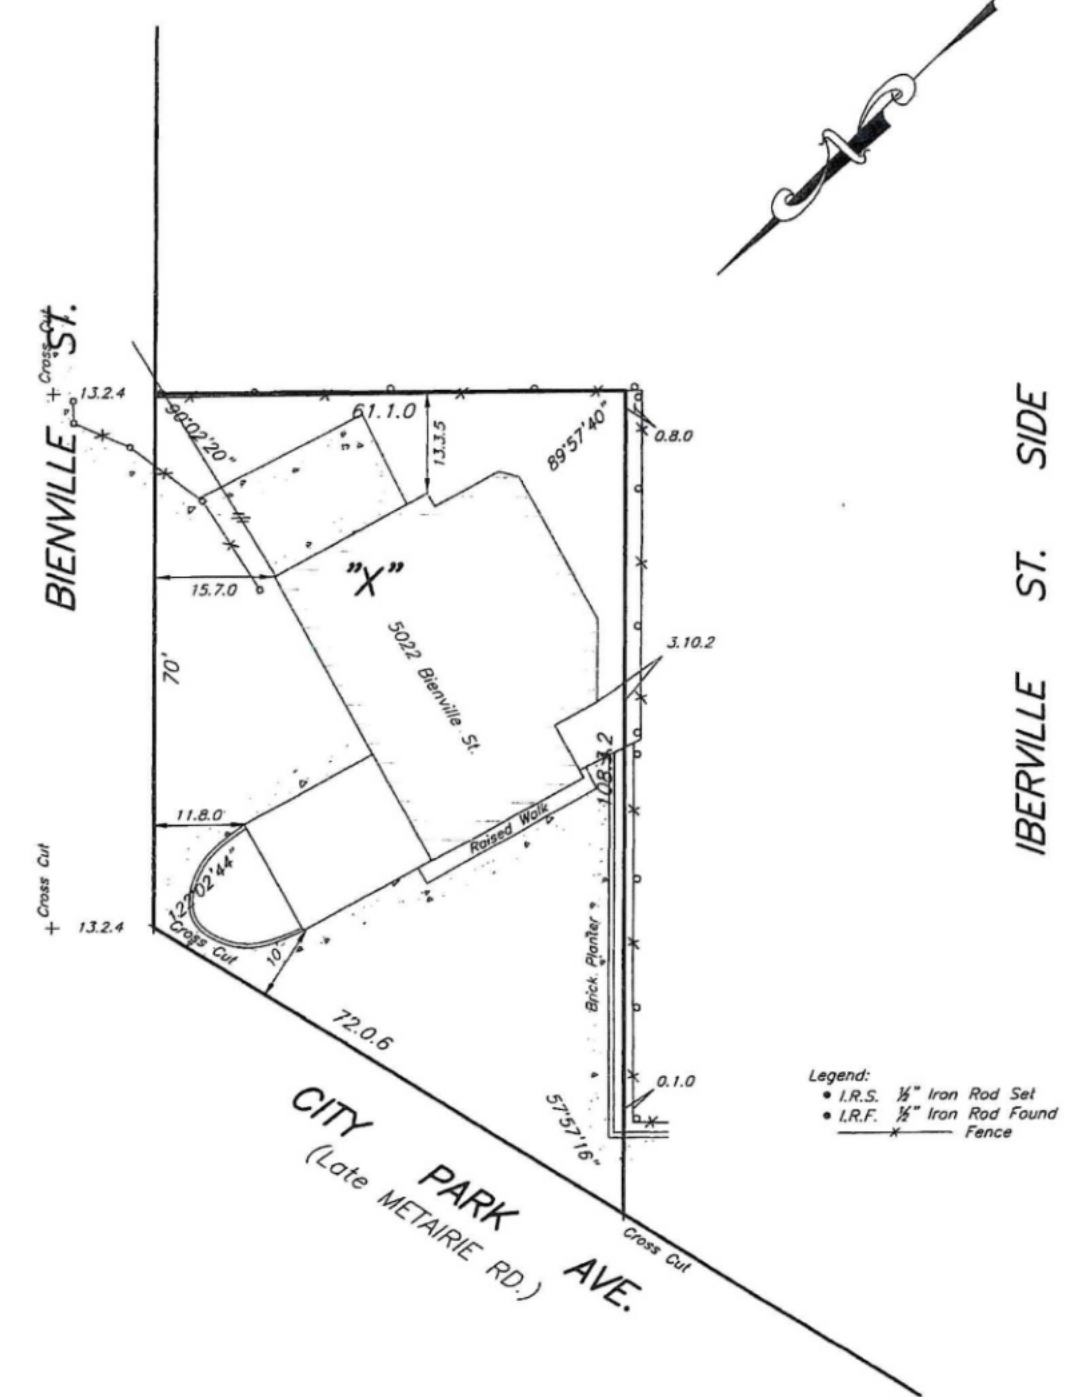 N
BIENVILLE ST.
Cross Cut
13.2.4
90°02'20"
61.1.0
13.3.5
89°57'40"
0.8.0
IBERVILLE ST. SIDE
15.7.0
"X"
5022 Bienville St.
70'
3.10.2
11.8.0
Raised Walk
122°02'44"
Cross Cut
13.2.4
Cross Cut
10'
Brick Planter
72.0.6
0.1.0
57°57'16"
CITY PARK AVE.
(Late METAIRIE RD.)
Cross Cut
Legend:
• I.R.S. ½" Iron Rod Set
• I.R.F. ½" Iron Rod Found
x Fence